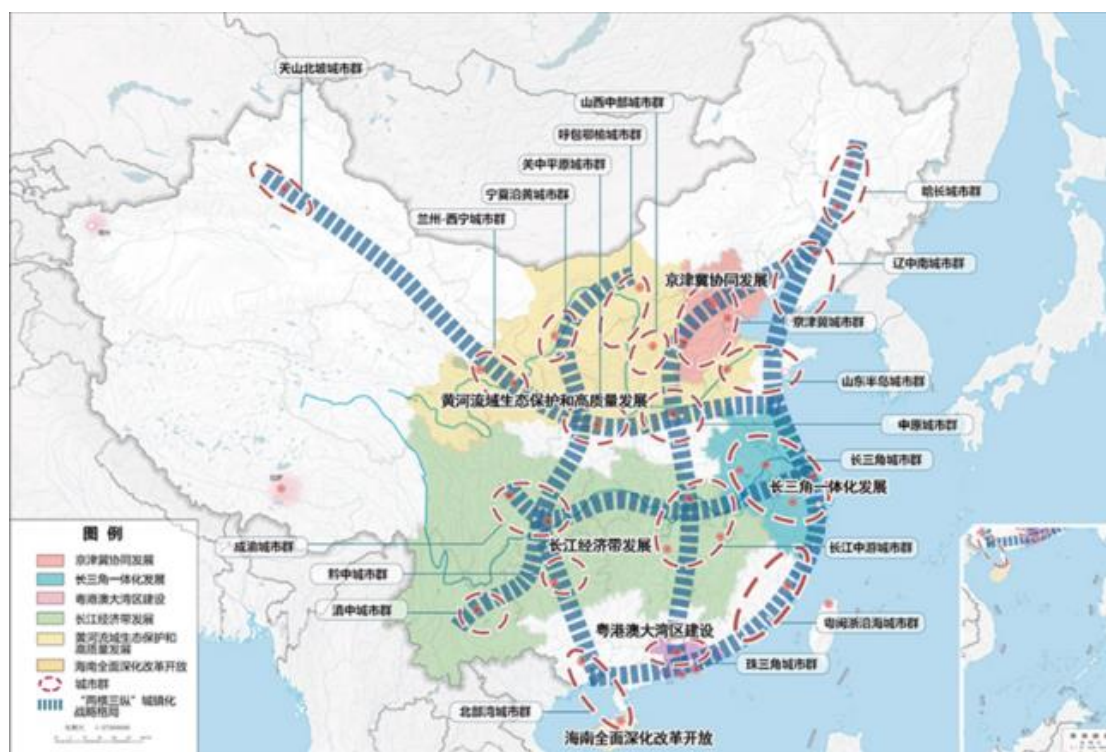 天山北坡城市群
山西中部城市群
呼包鄂榆城市群
关中平原城市群
宁夏沿黄城市群
兰州-西宁城市群
哈长城市群
辽中南城市群
京津冀协同发展
京津冀城市群
山东半岛城市群
黄河流域生态保护和高质量发展
中原城市群
长三角城市群
长三角一体化发展
成渝城市群
长江经济带发展
长江中游城市群
黔中城市群
滇中城市群
粤港澳大湾区建设
粤闽浙沿海城市群
珠三角城市群
北部湾城市群
海南全面深化改革开放
图 例
京津冀协同发展
长三角一体化发展
粤港澳大湾区建设
长江经济带发展
黄河流域生态保护和
高质量发展
海南全面深化改革开放
城市群
“两横三纵”城镇化
战略格局